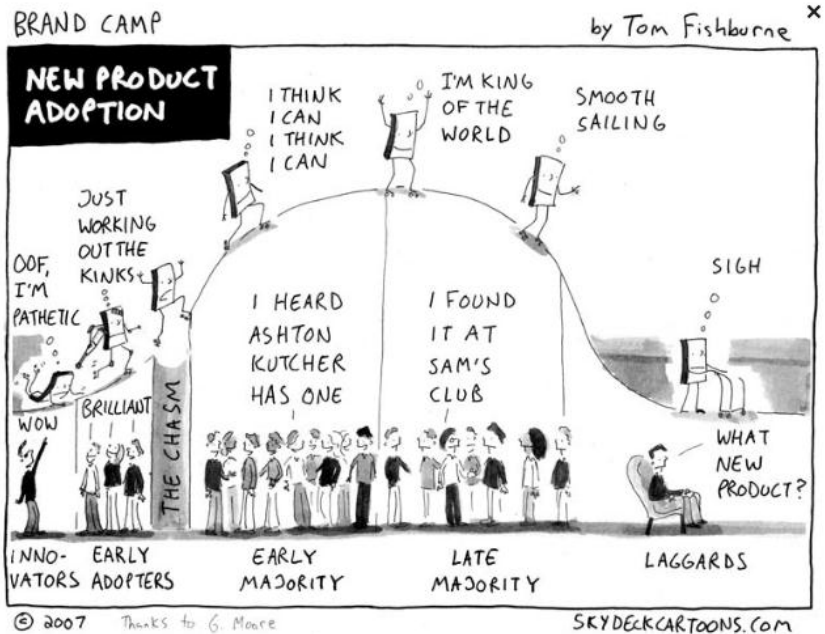 BRAND CAMP
by Tom Fishburne
×
NEW PRODUCT
ADOPTION
OOF,
I'M
PATHETIC
JUST
WORKING
OUT THE
KINKS
I THINK
I CAN
I THINK
I CAN
I'M KING
OF THE
WORLD
SMOOTH
SAILING
SIGH
WOW
BRILLIANT
THE CHASM
I HEARD
ASHTON
KUTCHER
HAS ONE
I FOUND
IT AT
SAM'S
CLUB
WHAT
NEW
PRODUCT?
INNO-
VATORS
EARLY
ADOPTERS
EARLY
MAJORITY
LATE
MAJORITY
LAGGARDS
© 2007
Thanks to G. Moore
SKYDECKCARTOONS.COM